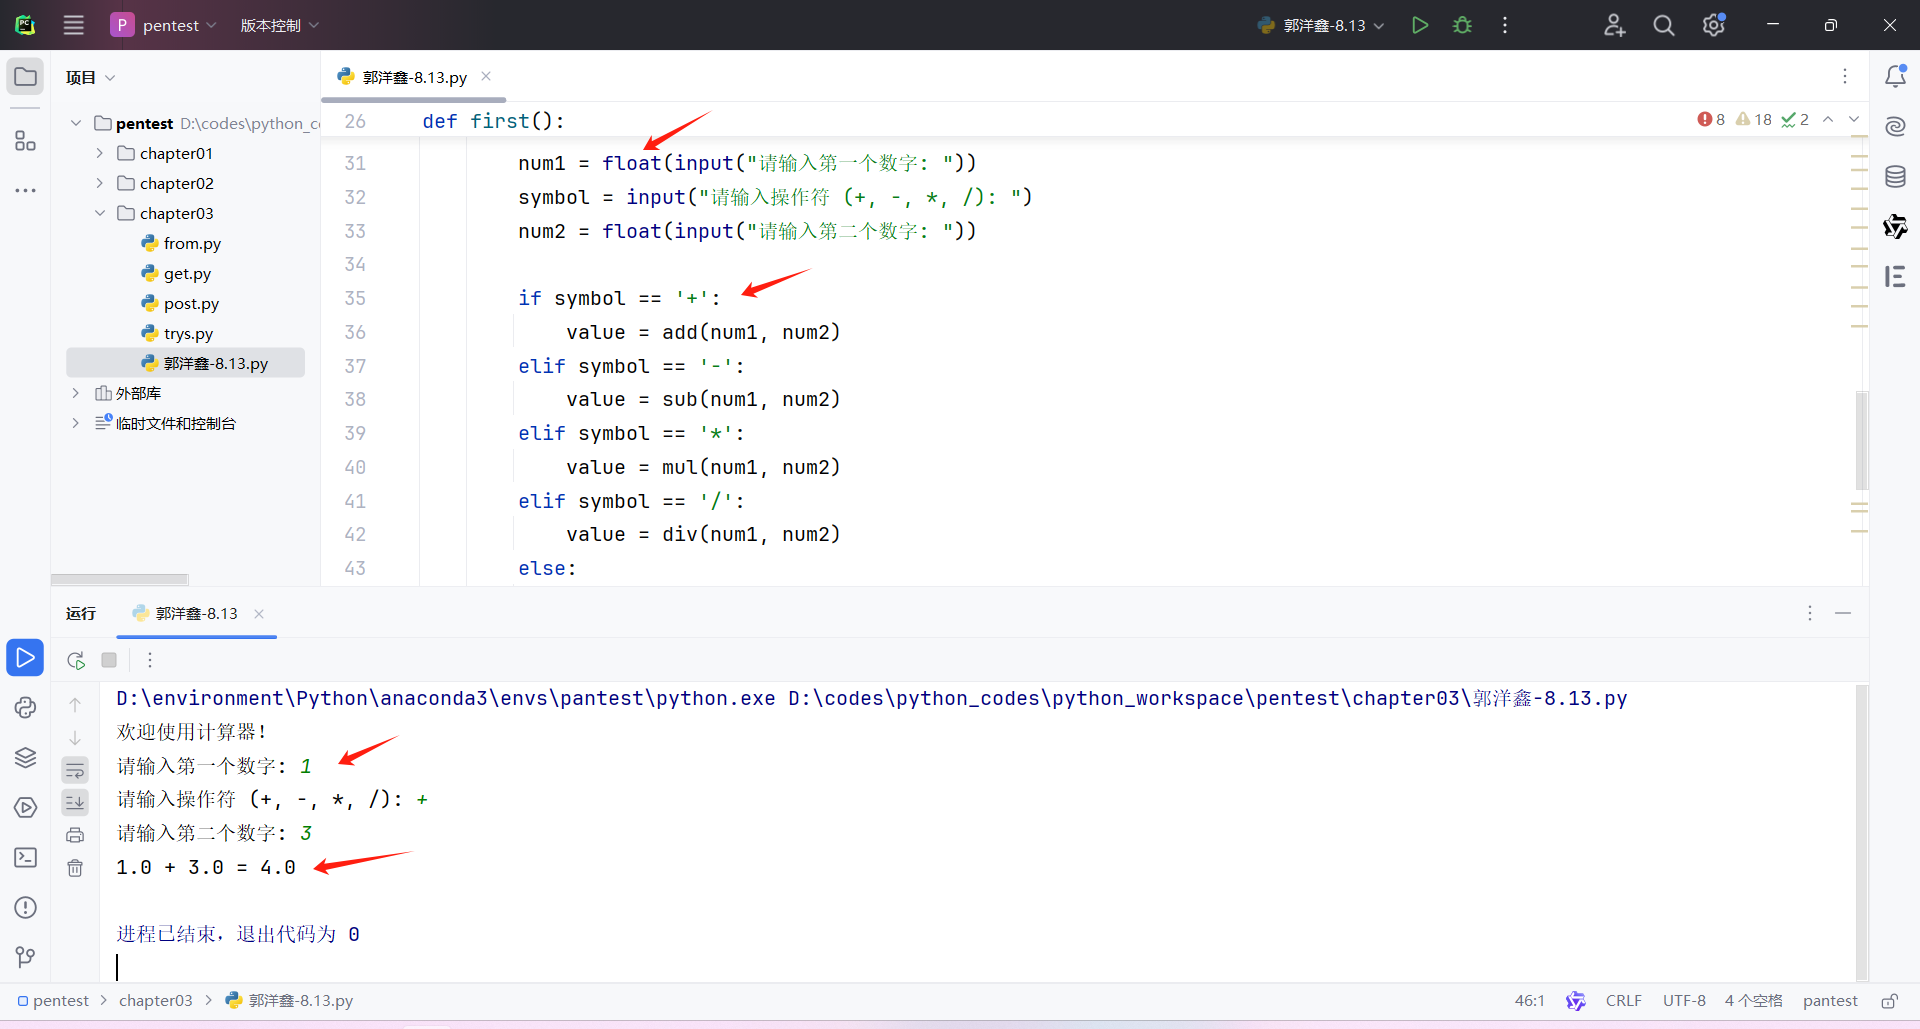 P pentest 版本控制 郭洋鑫-8.13
项目
pentest D:\codes\python_c
chapter01
chapter02
chapter03
from.py
get.py
post.py
trys.py
郭洋鑫-8.13.py
外部库
临时文件和控制台
郭洋鑫-8.13.py
8 18 2
26 def first():
31 num1 = float(input("请输入第一个数字: "))
32 symbol = input("请输入操作符 (+, -, *, /): ")
33 num2 = float(input("请输入第二个数字: "))
34
35 if symbol == '+':
36 value = add(num1, num2)
37 elif symbol == '-':
38 value = sub(num1, num2)
39 elif symbol == '*':
40 value = mul(num1, num2)
41 elif symbol == '/':
42 value = div(num1, num2)
43 else:
运行 郭洋鑫-8.13
D:\environment\Python\anaconda3\envs\pantest\python.exe D:\codes\python_codes\python_workspace\pentest\chapter03\郭洋鑫-8.13.py
欢迎使用计算器!
请输入第一个数字: 1
请输入操作符 (+, -, *, /): +
请输入第二个数字: 3
1.0 + 3.0 = 4.0
进程已结束，退出代码为 0
pentest chapter03 郭洋鑫-8.13.py
46:1 CRLF UTF-8 4 个空格 pantest